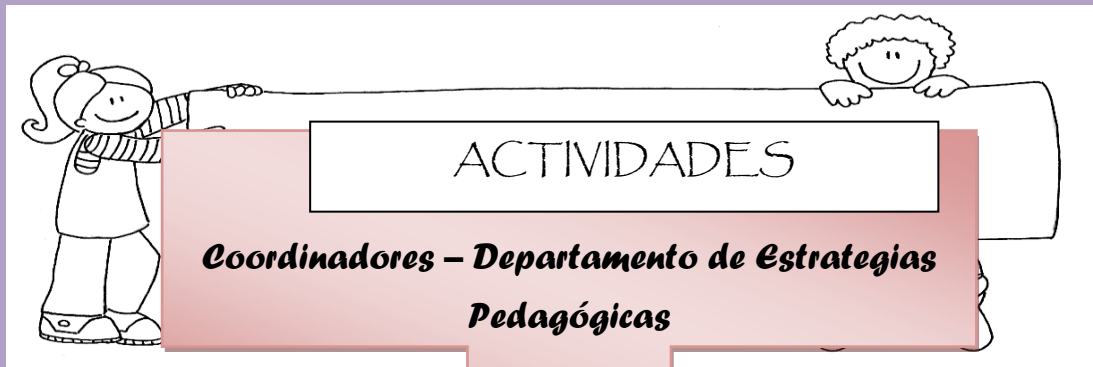 ACTIVIDADES
Coordinadores – Departamento de Estrategias
Pedagógicas